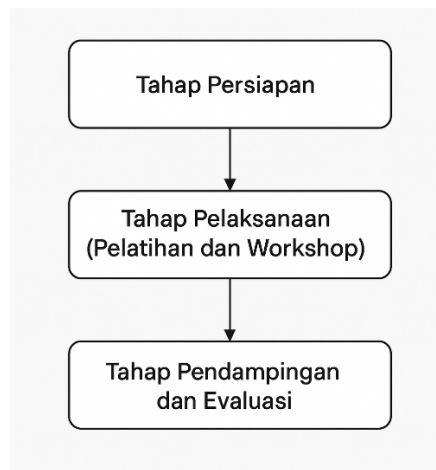 Tahap Persiapan
Tahap Pelaksanaan
(Pelatihan dan Workshop)
Tahap Pendampingan
dan Evaluasi